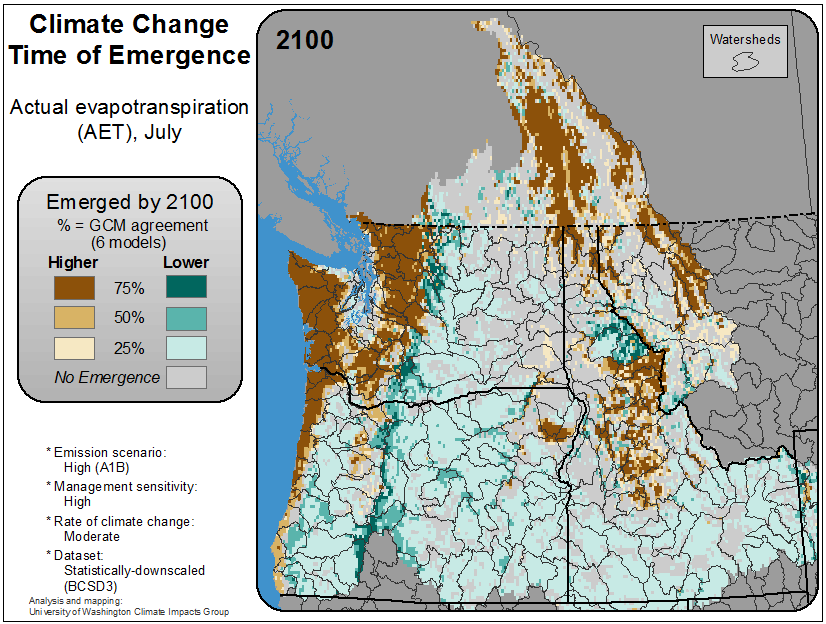 Climate Change
Time of Emergence
Actual evapotranspiration
(AET), July
Emerged by 2100
% = GCM agreement
(6 models)
Higher Lower
75%
50%
25%
No Emergence
* Emission scenario:
High (A1B)
* Management sensitivity:
High
* Rate of climate change:
Moderate
* Dataset:
Statistically-downscaled
(BCSD3)
Analysis and mapping:
University of Washington Climate Impacts Group
2100
Watersheds